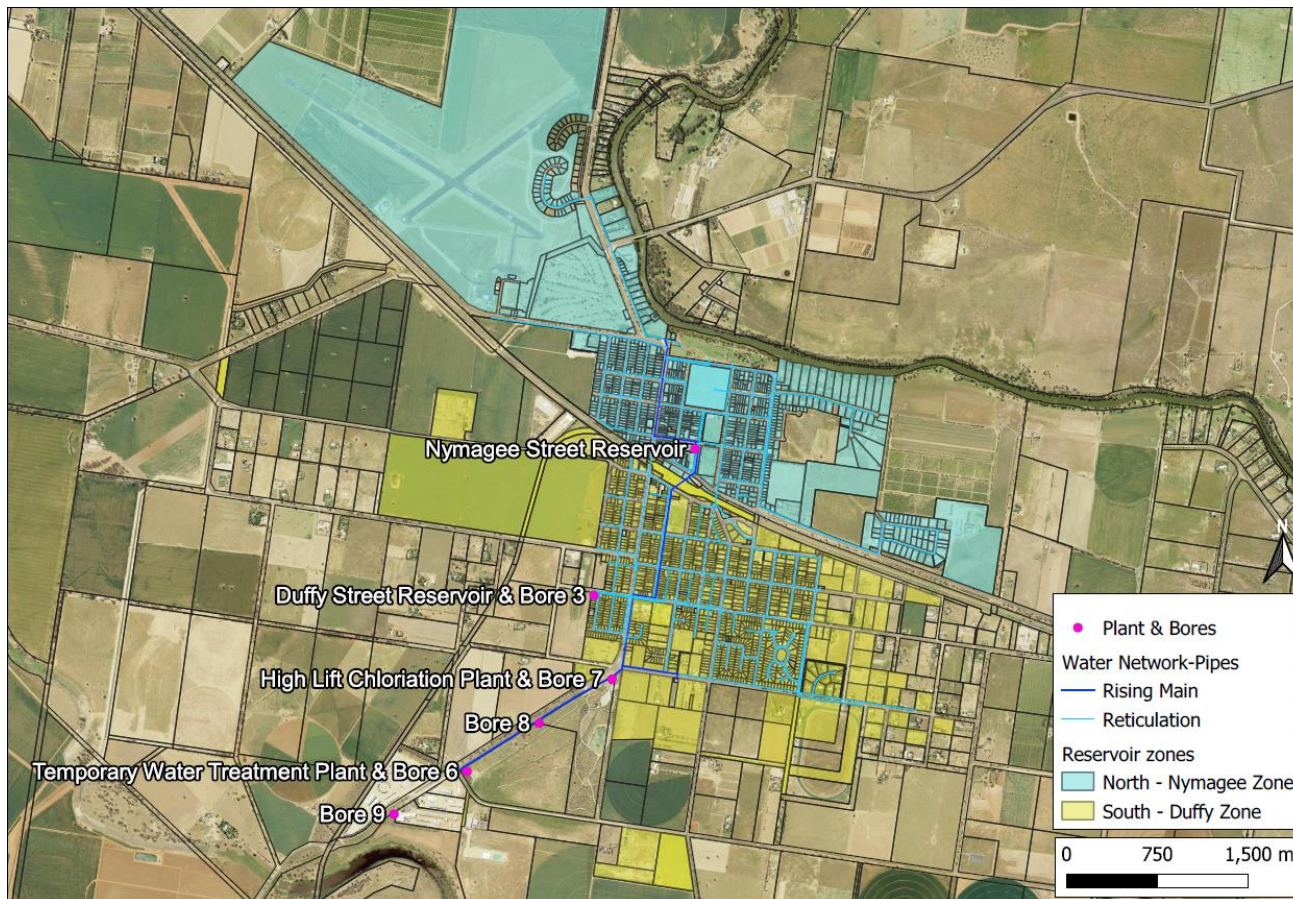 Nymagee Street Reservoir
Duffy Street Reservoir & Bore 3
High Lift Chloriation Plant & Bore 7
Bore 8
Temporary Water Treatment Plant & Bore 6
Bore 9
N
Plant & Bores
Water Network-Pipes
Rising Main
Reticulation
Reservoir zones
North - Nymagee Zone
South - Duffy Zone
0 750 1,500 m